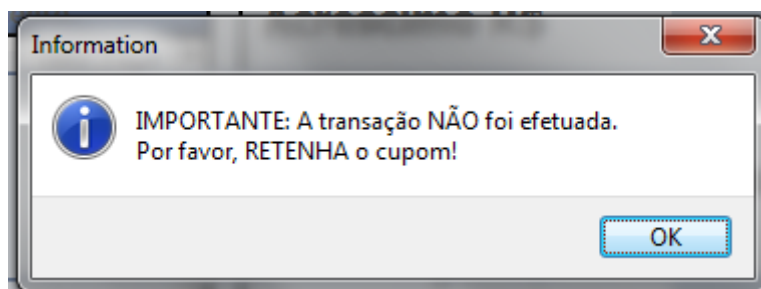 Information
IMPORTANTE: A transação NÃO foi efetuada.
Por favor, RETENHA o cupom!
OK